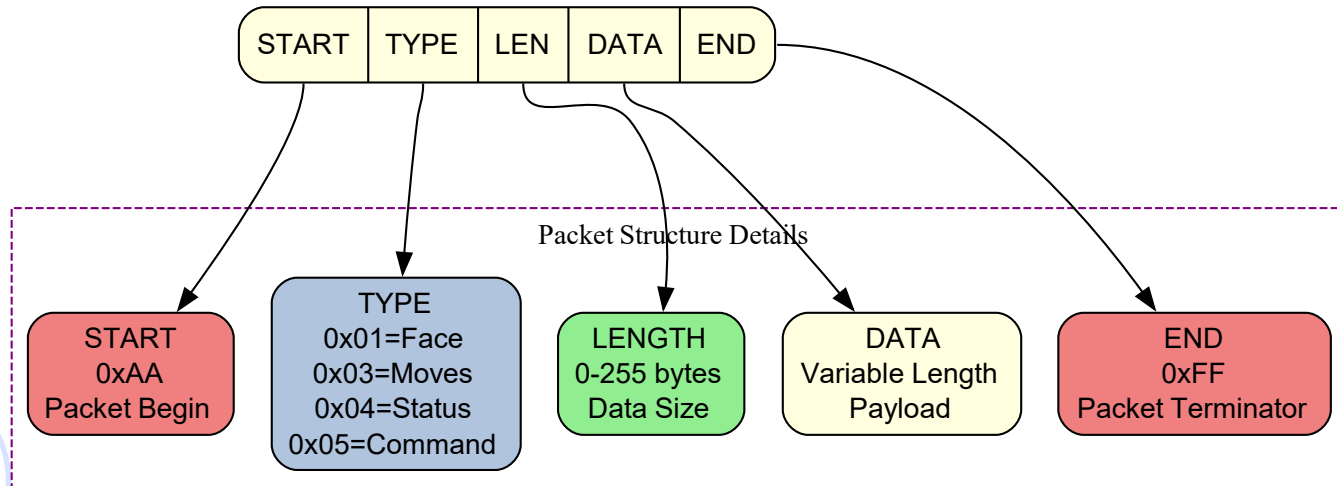 START TYPE LEN DATA END
Packet Structure Details
START
0xAA
Packet Begin
TYPE
0x01=Face
0x03=Moves
0x04=Status
0x05=Command
LENGTH
0-255 bytes
Data Size
DATA
Variable Length
Payload
END
0xFF
Packet Terminator